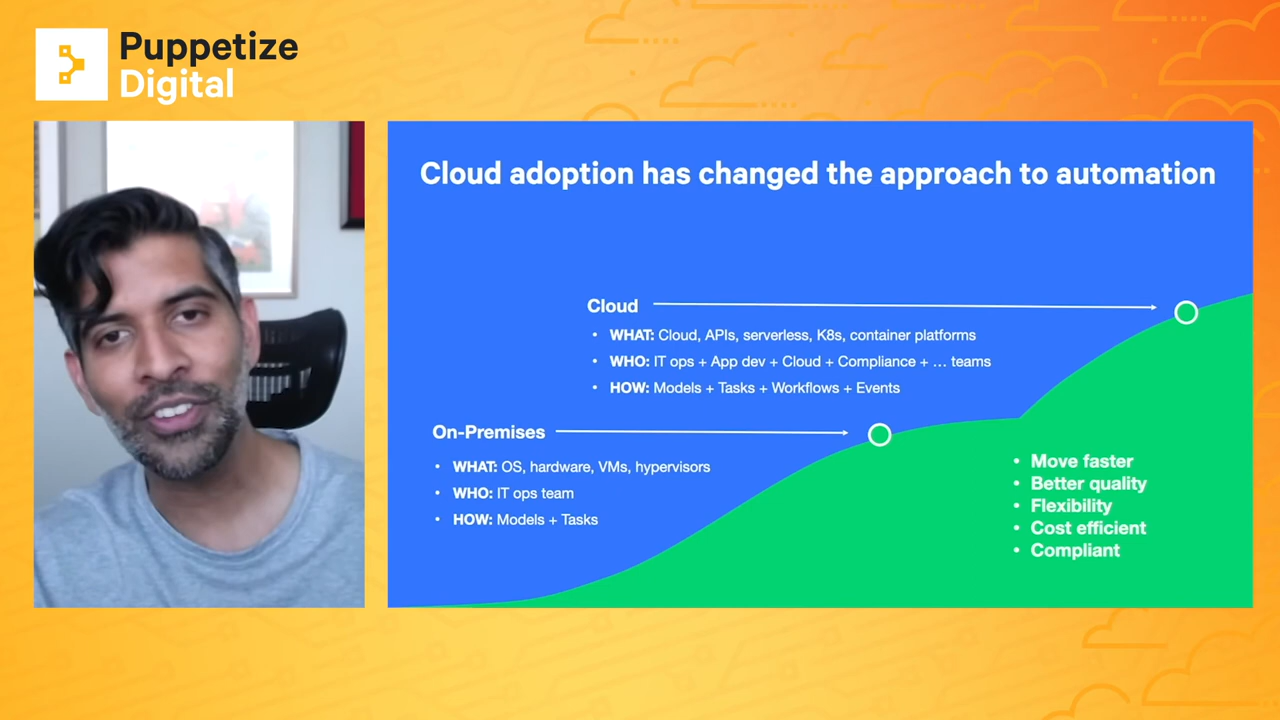 Puppetize
Digital
Cloud adoption has changed the approach to automation
Cloud
• WHAT: Cloud, APIs, serverless, K8s, container platforms
• WHO: IT ops + App dev + Cloud + Compliance + … teams
• HOW: Models + Tasks + Workflows + Events
On-Premises
• WHAT: OS, hardware, VMs, hypervisors
• WHO: IT ops team
• HOW: Models + Tasks
• Move faster
• Better quality
• Flexibility
• Cost efficient
• Compliant